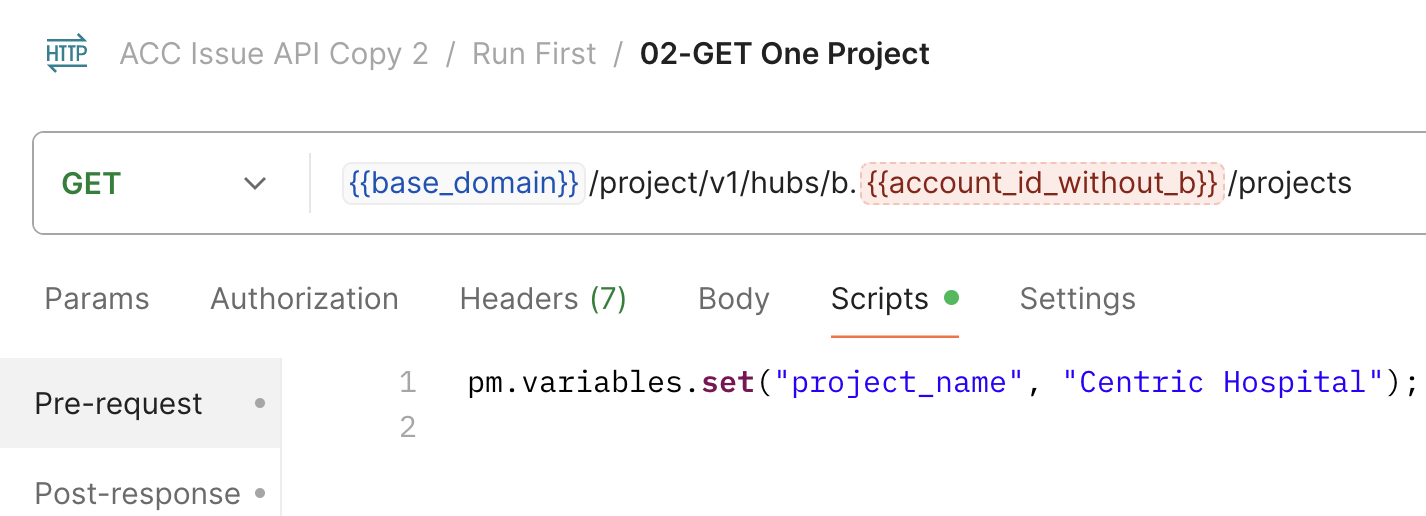 HTTP ACC Issue API Copy 2 / Run First / 02-GET One Project
GET {{base_domain}}/project/v1/hubs/b.{{account_id_without_b}}/projects
Params Authorization Headers (7) Body Scripts Settings
Pre-request
1 pm.variables.set("project_name", "Centric Hospital");
2
Post-response